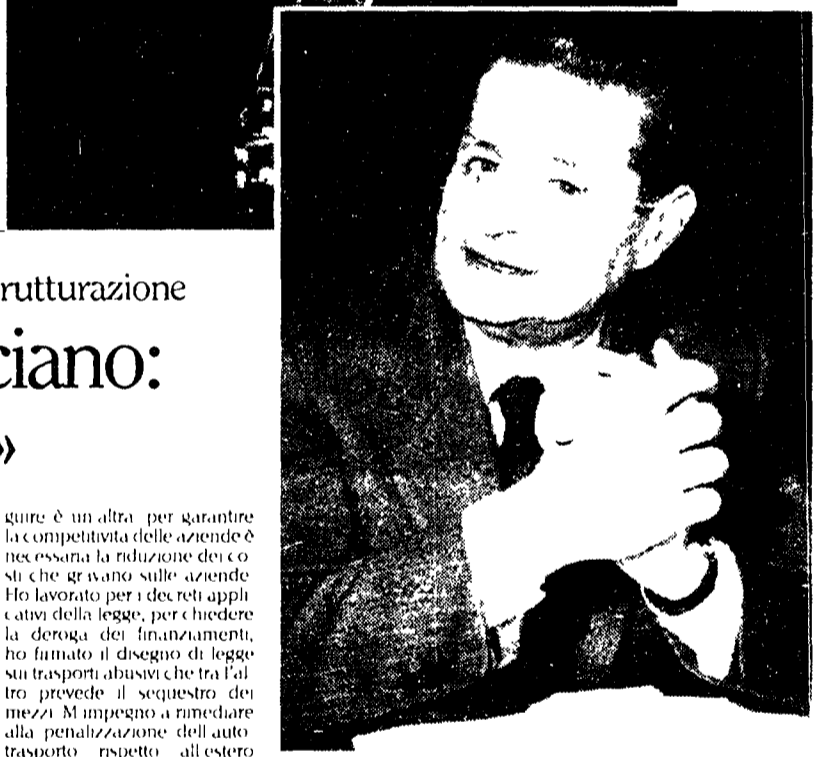 rutturazione
ciano:
»
guire è un altra per garantire
la competitività delle aziende è
necessaria la riduzione dei co
sti che gravano sulle aziende
Ho lavorato per i decreti appli
cativi della legge, per chiedere
la deroga dei finanziamenti,
ho firmato il disegno di legge
sui trasporti abusivi che tra l'al
tro prevede il sequestro dei
mezzi M impegno a rimediare
alla penalizzazione dell auto
trasporto rispetto all estero